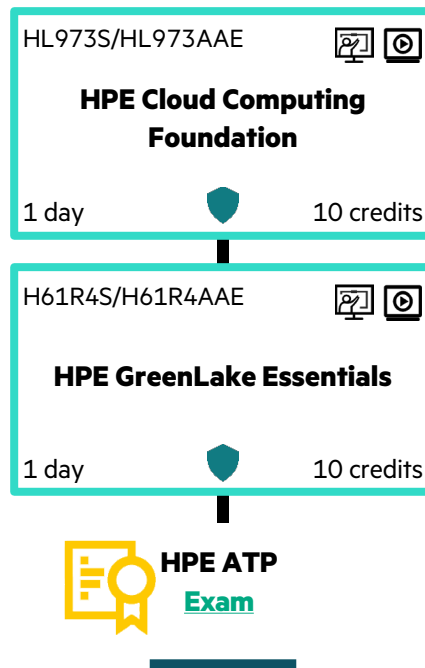 HL973S/HL973AAE
HPE Cloud Computing
Foundation
1 day 10 credits
H61R4S/H61R4AAE
HPE GreenLake Essentials
1 day 10 credits
HPE ATP
Exam